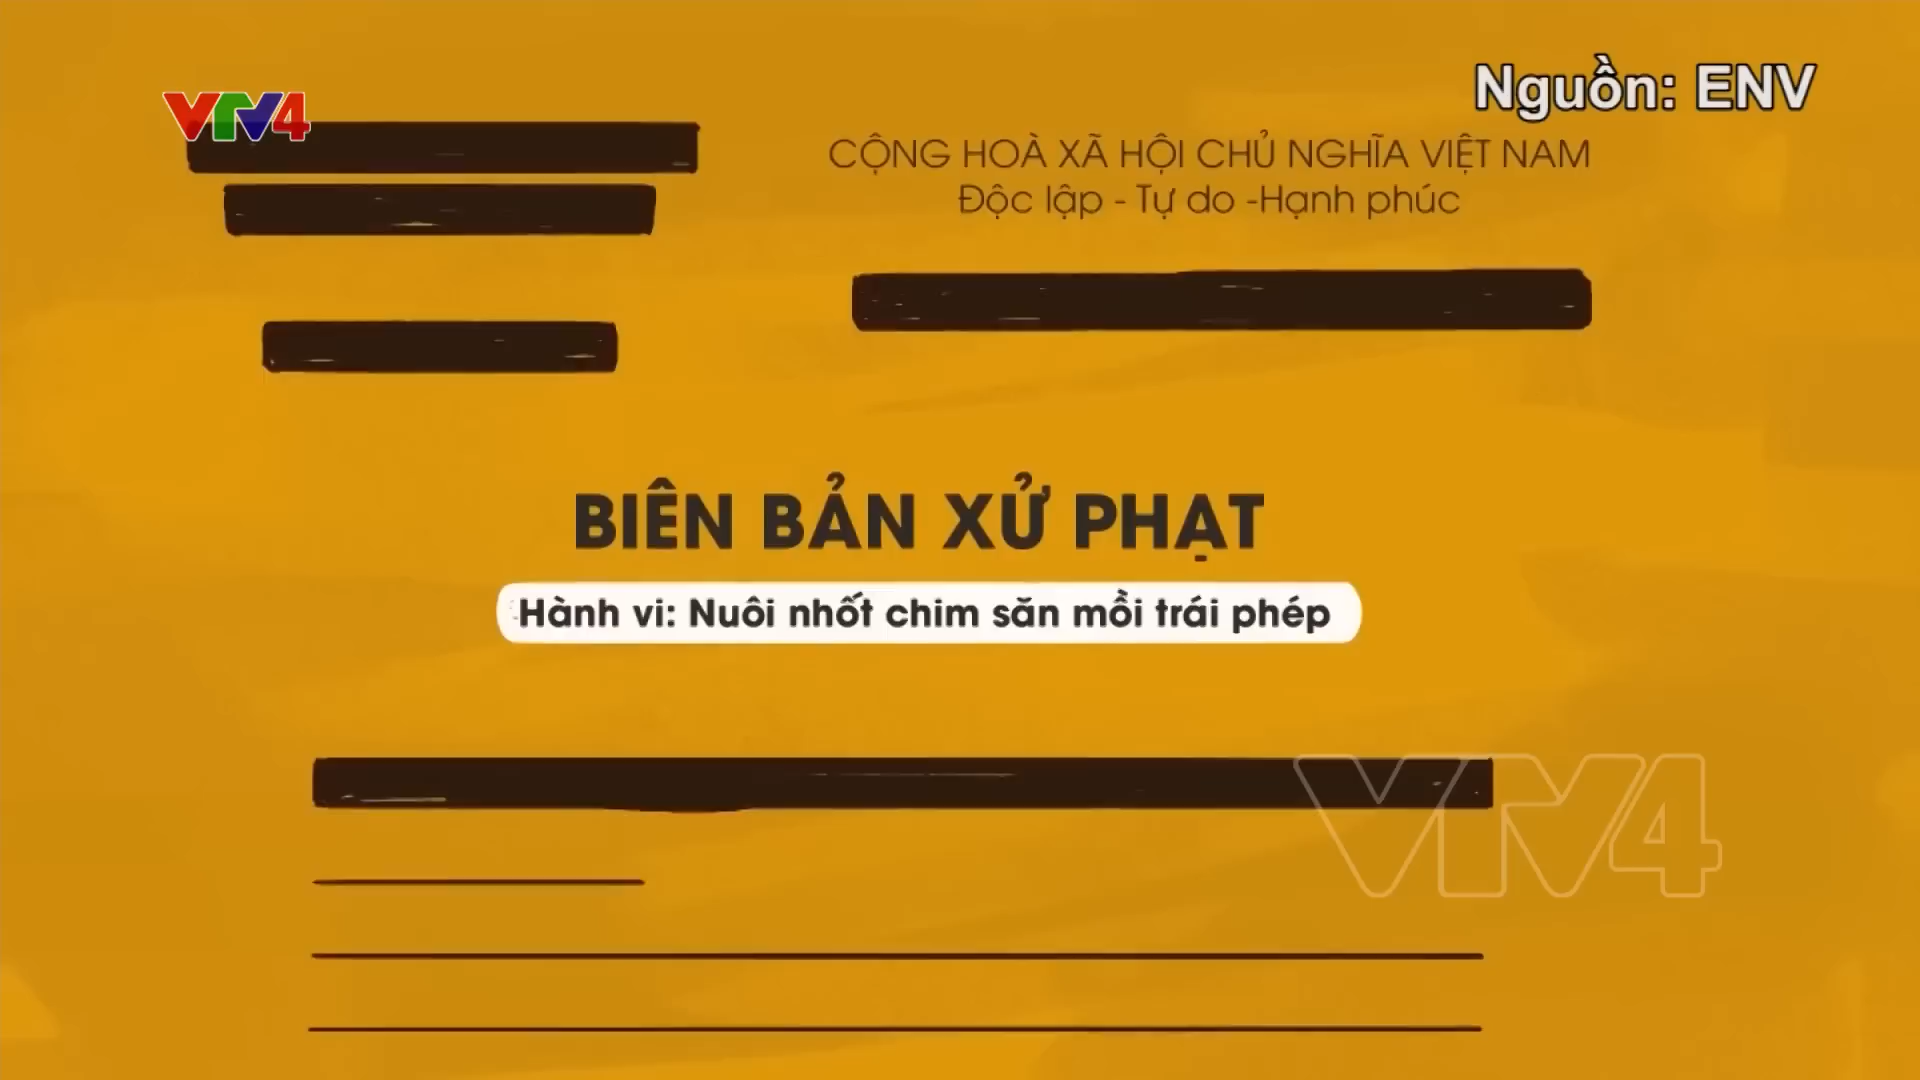 Nguồn: ENV
VTV4
CỘNG HOÀ XÃ HỘI CHỦ NGHĨA VIỆT NAM
Độc lập - Tự do -Hạnh phúc
BIÊN BẢN XỬ PHẠT
Hành vi: Nuôi nhốt chim săn mồi trái phép
VTV4